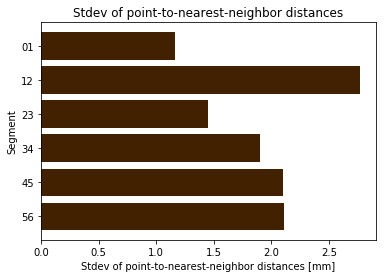 Stdev of point-to-nearest-neighbor distances
01
12
23
34
45
56
Segment
0.0 0.5 1.0 1.5 2.0 2.5
Stdev of point-to-nearest-neighbor distances [mm]